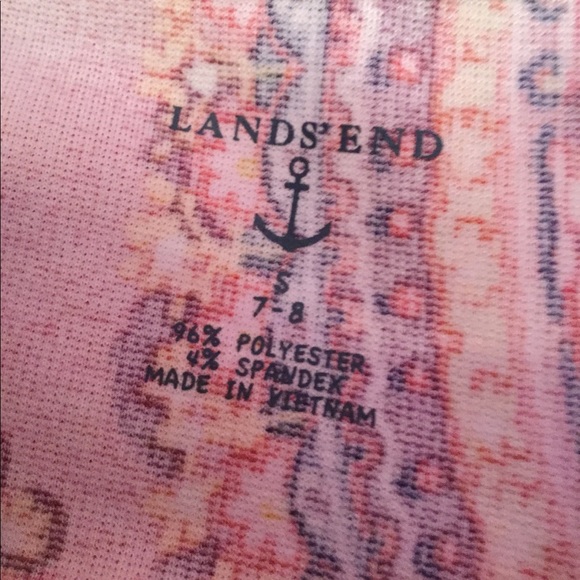 LANDS' END
S
7-8
96% POLYESTER
4% SPANDEX
MADE IN VIETNAM